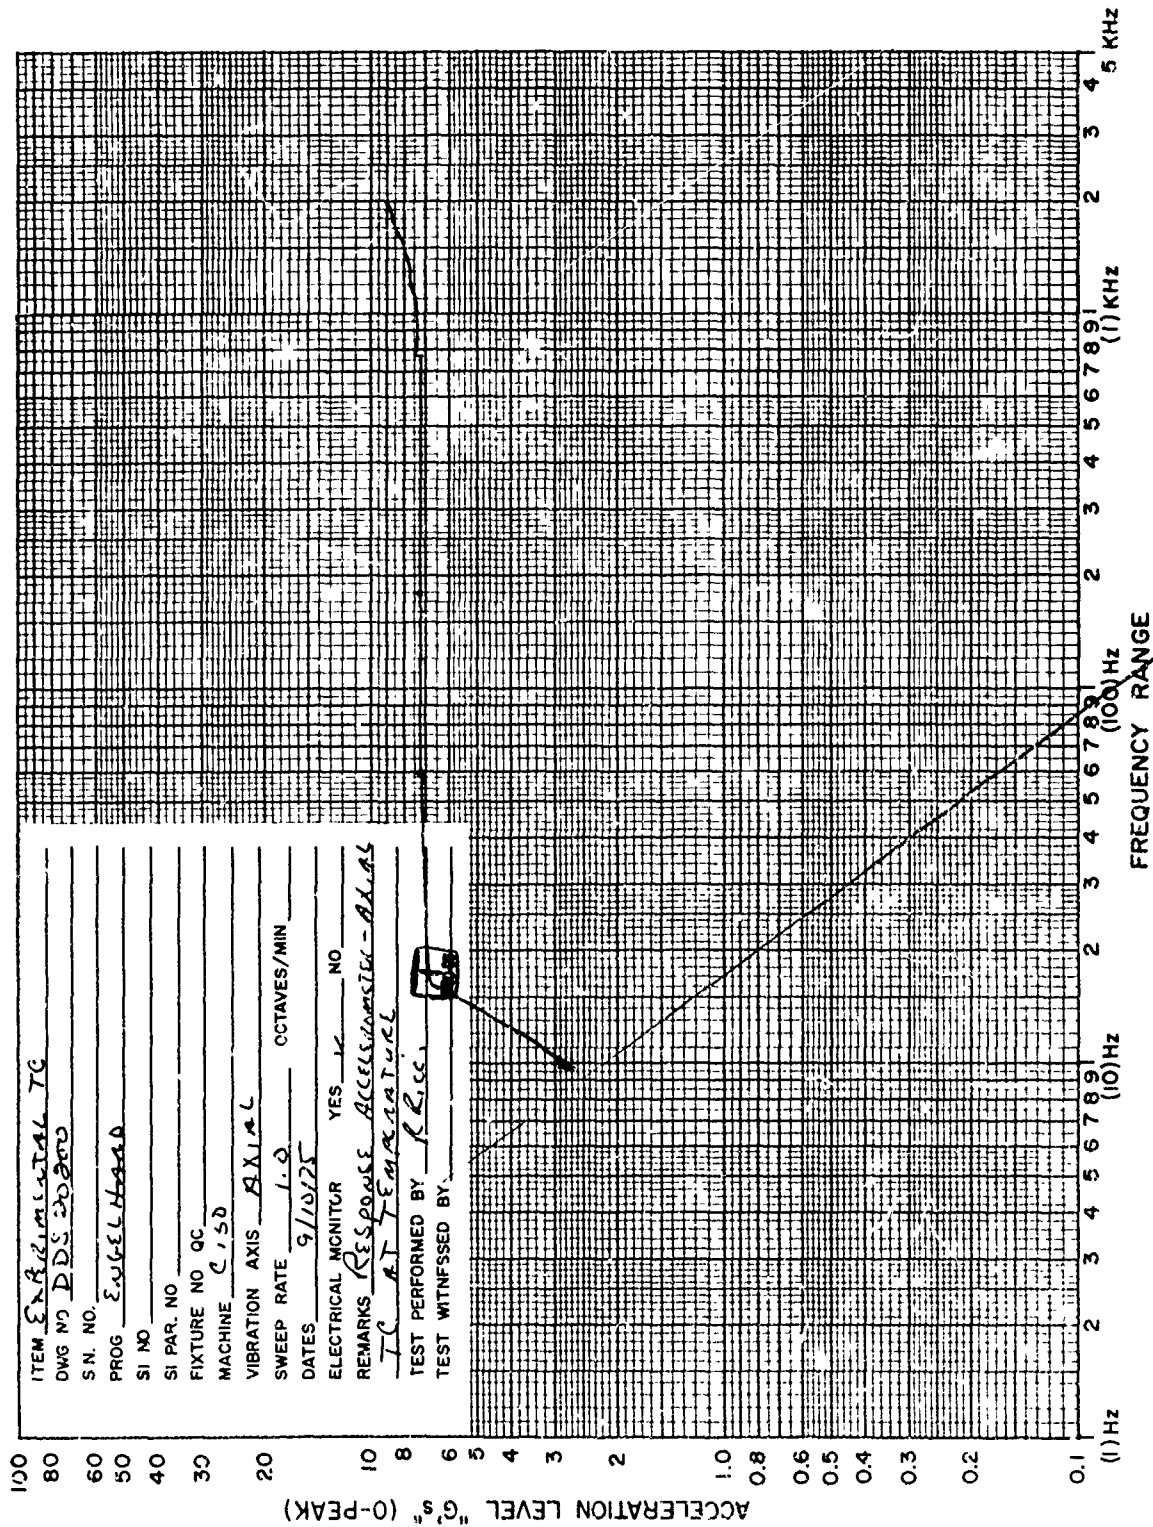 ITEM EXPERIMENTAL TC
DWG NO DDS 20200
S N. NO.
PROG ENGELHARD
SI NO
SI PAR. NO
FIXTURE NO QC
MACHINE C150
VIBRATION AXIS AXIAL
SWEEP RATE 1.0 OCTAVES/MIN
DATES 9/10/75
ELECTRICAL MONITOR YES ✓ NO
REMARKS RESPONSE ACCELEROMETER-AXIAL
TC AT TEMPERATURE
TEST PERFORMED BY R Ricci
TEST WITNESSED BY
ACCELERATION LEVEL "G's" (0-PEAK)
100
80
60
50
40
30
20
10
8
6
5
4
3
2
1.0
0.8
0.6
0.5
0.4
0.3
0.2
0.1
(1)Hz 2 3 4 5 6 7 8 9 (10)Hz 2 3 4 5 6 7 8 9 (100)Hz 2 3 4 5 6 7 8 9 1 (1)KHz 2 3 4 5 KHz
FREQUENCY RANGE